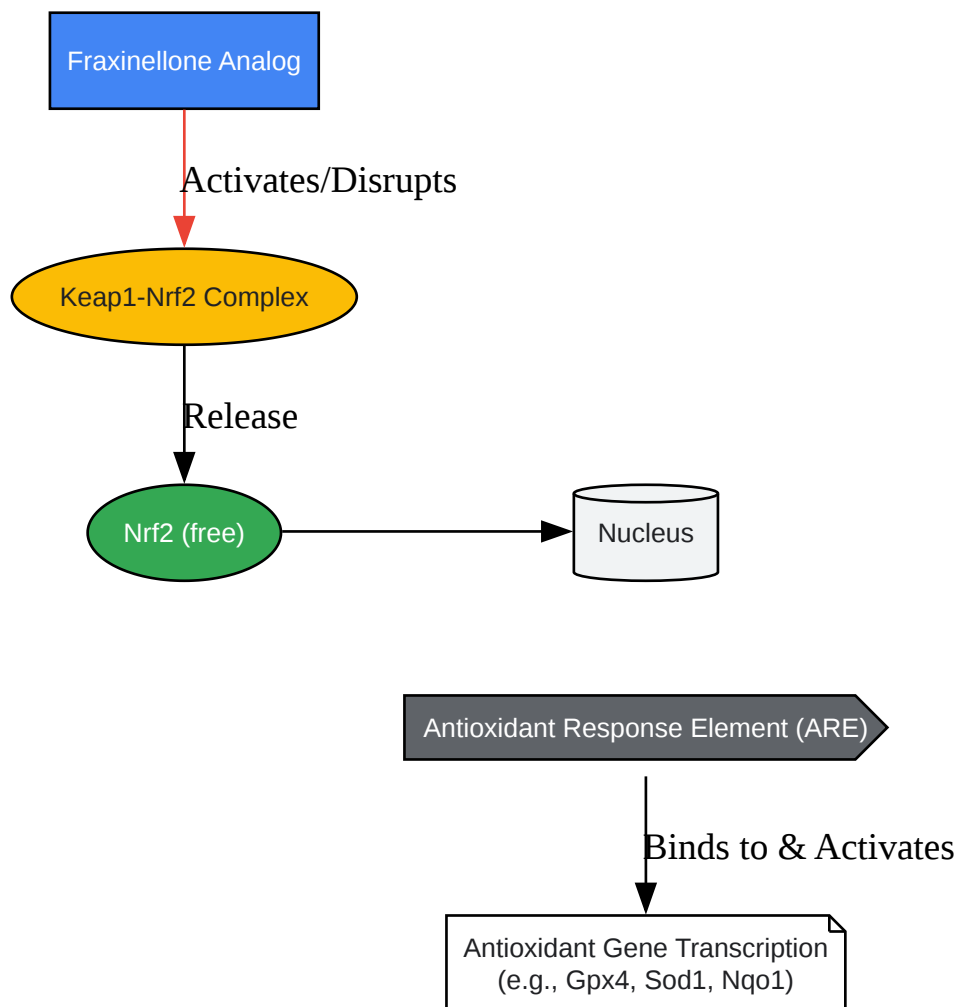 Fraxinellone Analog
Activates/Disrupts
Keap1-Nrf2 Complex
Release
Nrf2 (free)
Nucleus
Antioxidant Response Element (ARE)
Binds to & Activates
Antioxidant Gene Transcription
(e.g., Gpx4, Sod1, Nqo1)